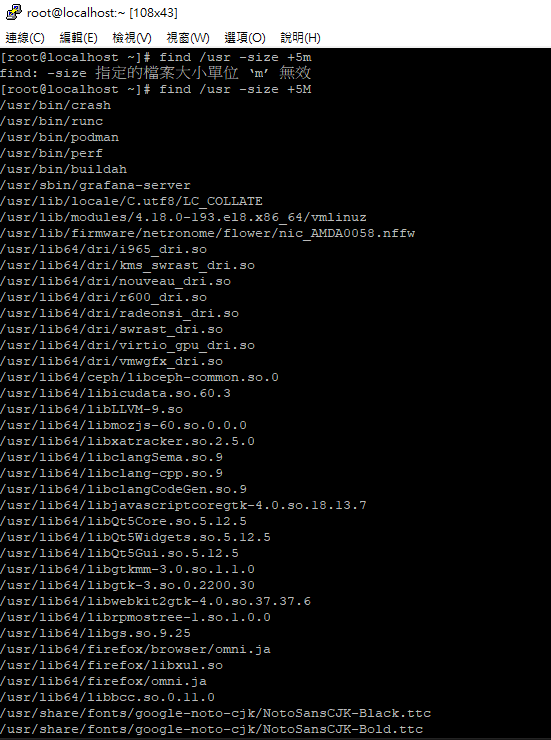 root@localhost:~ [108x43]
連線(C) 編輯(E) 檢視(V) 視窗(W) 選項(O) 說明(H)
[root@localhost ~]# find /usr -size +5m
find: -size 指定的檔案大小單位 ‘m’ 無效
[root@localhost ~]# find /usr -size +5M
/usr/bin/crash
/usr/bin/runc
/usr/bin/podman
/usr/bin/perf
/usr/bin/buildah
/usr/sbin/grafana-server
/usr/lib/locale/C.utf8/LC_COLLATE
/usr/lib/modules/4.18.0-193.el8.x86_64/vmlinuz
/usr/lib/firmware/netronome/flower/nic_AMDA0058.nffw
/usr/lib64/dri/i965_dri.so
/usr/lib64/dri/kms_swrast_dri.so
/usr/lib64/dri/nouveau_dri.so
/usr/lib64/dri/r600_dri.so
/usr/lib64/dri/radeonsi_dri.so
/usr/lib64/dri/swrast_dri.so
/usr/lib64/dri/virtio_gpu_dri.so
/usr/lib64/dri/vmwgfx_dri.so
/usr/lib64/ceph/libceph-common.so.0
/usr/lib64/libicudata.so.60.3
/usr/lib64/libLLVM-9.so
/usr/lib64/libmozjs-60.so.0.0.0
/usr/lib64/libxatracker.so.2.5.0
/usr/lib64/libclangSema.so.9
/usr/lib64/libclang-cpp.so.9
/usr/lib64/libclangCodeGen.so.9
/usr/lib64/libjavascriptcoregtk-4.0.so.18.13.7
/usr/lib64/libQt5Core.so.5.12.5
/usr/lib64/libQt5Widgets.so.5.12.5
/usr/lib64/libQt5Gui.so.5.12.5
/usr/lib64/libgtkmm-3.0.so.1.1.0
/usr/lib64/libgtk-3.so.0.2200.30
/usr/lib64/libwebkit2gtk-4.0.so.37.37.6
/usr/lib64/librpmostree-1.so.1.0.0
/usr/lib64/libgs.so.9.25
/usr/lib64/firefox/browser/omni.ja
/usr/lib64/firefox/libxul.so
/usr/lib64/firefox/omni.ja
/usr/lib64/libbcc.so.0.11.0
/usr/share/fonts/google-noto-cjk/NotoSansCJK-Black.ttc
/usr/share/fonts/google-noto-cjk/NotoSansCJK-Bold.ttc